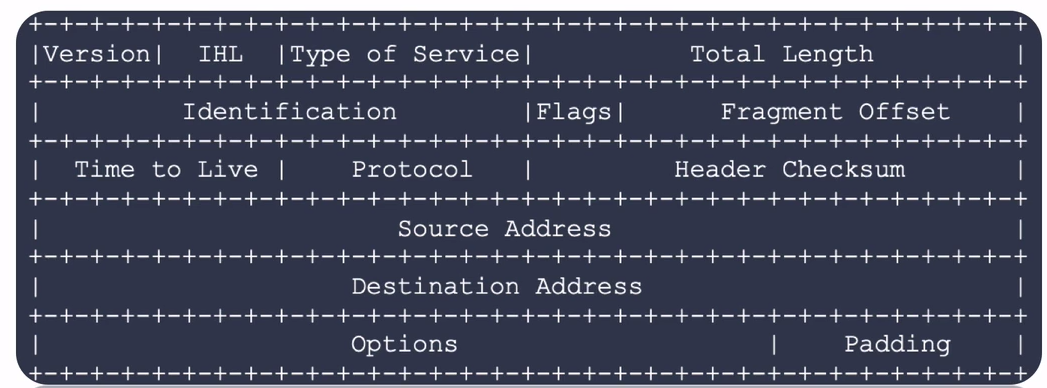 +-+-+-+-+-+-+-+-+-+-+-+-+-+-+-+-+-+-+-+-+-+-+-+-+-+-+-+-+-+-+-+-+
|Version|  IHL  |Type of Service|          Total Length         |
+-+-+-+-+-+-+-+-+-+-+-+-+-+-+-+-+-+-+-+-+-+-+-+-+-+-+-+-+-+-+-+-+
|         Identification        |Flags|      Fragment Offset    |
+-+-+-+-+-+-+-+-+-+-+-+-+-+-+-+-+-+-+-+-+-+-+-+-+-+-+-+-+-+-+-+-+
|  Time to Live |    Protocol   |         Header Checksum       |
+-+-+-+-+-+-+-+-+-+-+-+-+-+-+-+-+-+-+-+-+-+-+-+-+-+-+-+-+-+-+-+-+
|                       Source Address                          |
+-+-+-+-+-+-+-+-+-+-+-+-+-+-+-+-+-+-+-+-+-+-+-+-+-+-+-+-+-+-+-+-+
|                    Destination Address                        |
+-+-+-+-+-+-+-+-+-+-+-+-+-+-+-+-+-+-+-+-+-+-+-+-+-+-+-+-+-+-+-+-+
|                    Options                    |    Padding    |
+-+-+-+-+-+-+-+-+-+-+-+-+-+-+-+-+-+-+-+-+-+-+-+-+-+-+-+-+-+-+-+-+